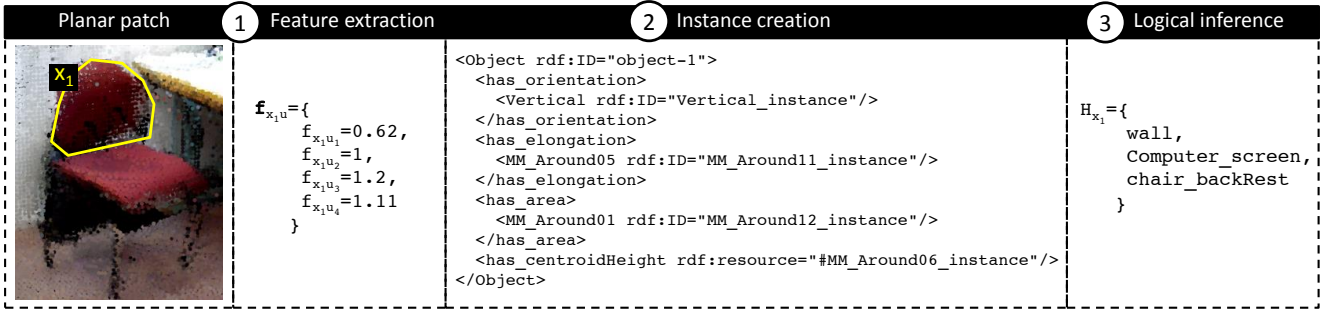 Planar patch
1 Feature extraction
2 Instance creation
3 Logical inference
x1
fx1u={
fx1u1=0.62,
fx1u2=1,
fx1u3=1.2,
fx1u4=1.11
}
<Object rdf:ID="object-1">
<has_orientation>
<Vertical rdf:ID="Vertical_instance"/>
</has_orientation>
<has_elongation>
<MM_Around05 rdf:ID="MM_Around11_instance"/>
</has_elongation>
<has_area>
<MM_Around01 rdf:ID="MM_Around12_instance"/>
</has_area>
<has_centroidHeight rdf:resource="#MM_Around06_instance"/>
</Object>
Hx1={
wall,
Computer_screen,
chair_backRest
}